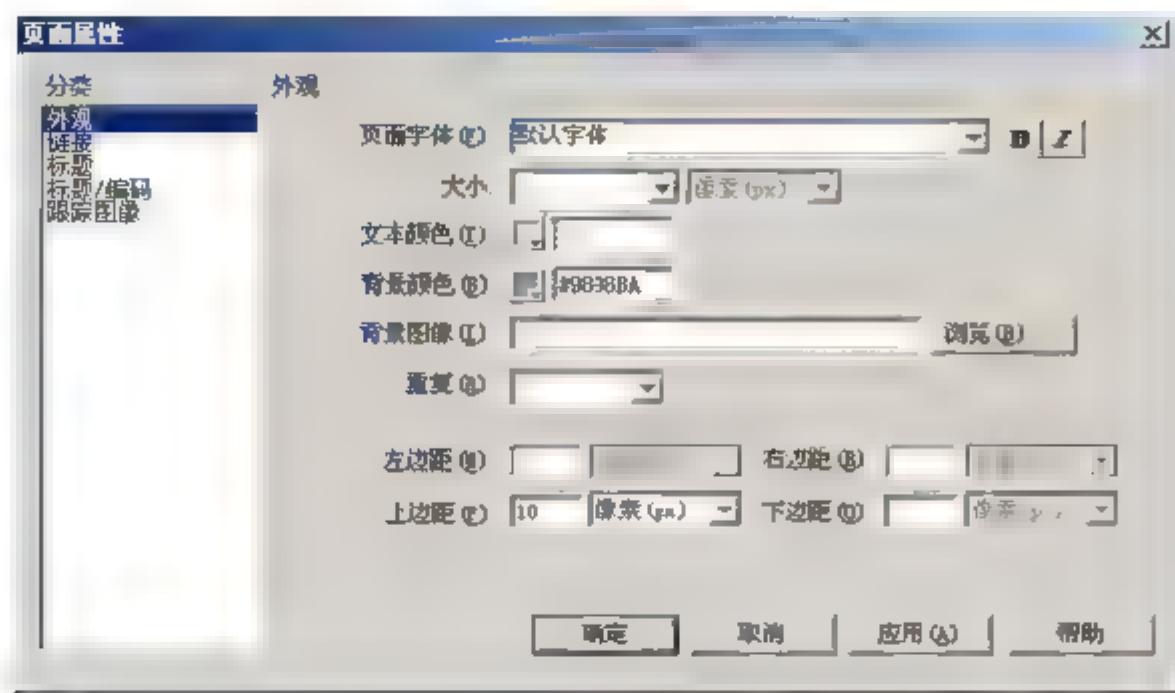 页面属性
分类
外观
链接
标题
标题/编码
跟踪图像
外观
页面字体(F) 默认字体 B I
大小 像素(px)
文本颜色(T)
背景颜色(B)
背景图像(I) 浏览(B)
重复(R)
左边距(M) 右边距(R)
上边距(P) 10 像素(px) 下边距(O) 像素
确定 取消 应用(A) 帮助